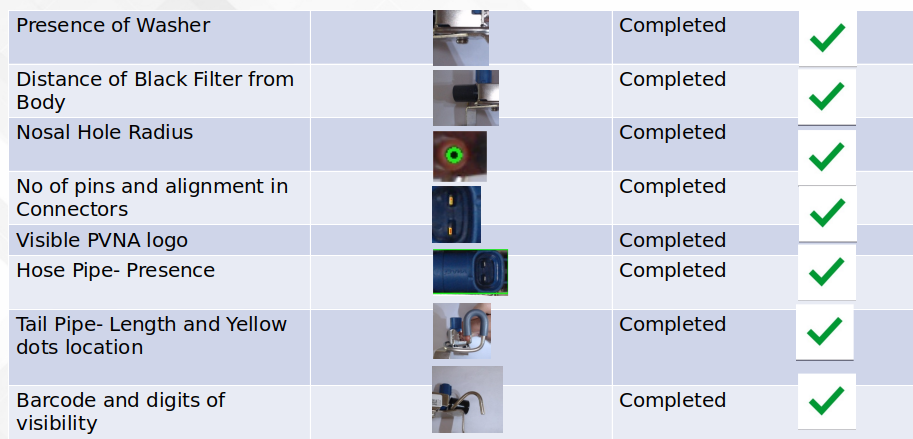 Presence of Washer
Completed
Distance of Black Filter from
Body
Completed
Nosal Hole Radius
Completed
No of pins and alignment in
Connectors
Completed
Visible PVNA logo
Completed
Hose Pipe- Presence
Completed
Tail Pipe- Length and Yellow
dots location
Completed
Barcode and digits of
visibility
Completed